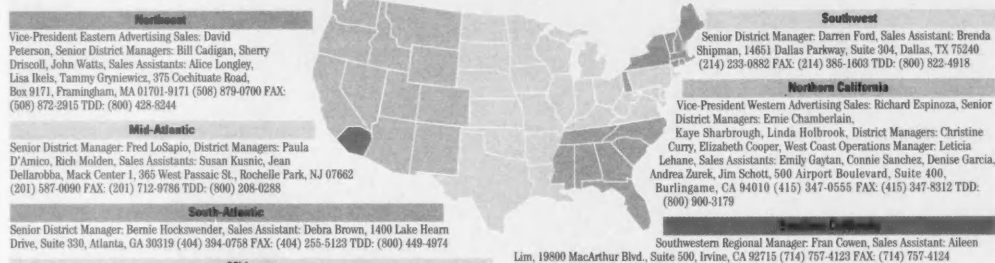 Northeast
Vice-President Eastern Advertising Sales: David
Peterson, Senior District Managers: Bill Cadigan, Sherry
Driscoll, John Watts, Sales Assistants: Alice Longley,
Lisa Ikels, Tammy Gryniewicz, 375 Cochituate Road,
Box 9171, Framingham, MA 01701-9171 (508) 879-0700 FAX:
(508) 872-2915 TDD: (800) 428-8244
Mid-Atlantic
Senior District Manager: Fred LoSapio, District Managers: Paula
D'Amico, Rich Molden, Sales Assistants: Susan Kusnic, Jean
Dellarobba, Mack Center 1, 365 West Passaic St., Rochelle Park, NJ 07662
(201) 587-0090 FAX: (201) 712-9786 TDD: (800) 208-0288
South-Atlantic
Senior District Manager: Bernie Hockswender, Sales Assistant: Debra Brown, 1400 Lake Hearn
Drive, Suite 330, Atlanta, GA 30319 (404) 394-0758 FAX: (404) 255-5123 TDD: (800) 449-4974
Southwest
Senior District Manager: Darren Ford, Sales Assistant: Brenda
Shipman, 14651 Dallas Parkway, Suite 304, Dallas, TX 75240
(214) 233-0882 FAX: (214) 385-1603 TDD: (800) 822-4918
Northern California
Vice-President Western Advertising Sales: Richard Espinoza, Senior
District Managers: Ernie Chamberlain,
Kaye Sharbrough, Linda Holbrook, District Managers: Christine
Curry, Elizabeth Cooper, West Coast Operations Manager: Leticia
Lehane, Sales Assistants: Emily Gaytan, Connie Sanchez, Denise Garcia,
Andrea Zurek, Jim Schott, 500 Airport Boulevard, Suite 400,
Burlingame, CA 94010 (415) 347-0555 FAX: (415) 347-8312 TDD:
(800) 900-3179
Southern California
Southwestern Regional Manager: Fran Cowen, Sales Assistant: Aileen
Lim, 19800 MacArthur Blvd., Suite 500, Irvine, CA 92715 (714) 757-4123 FAX: (714) 757-4124